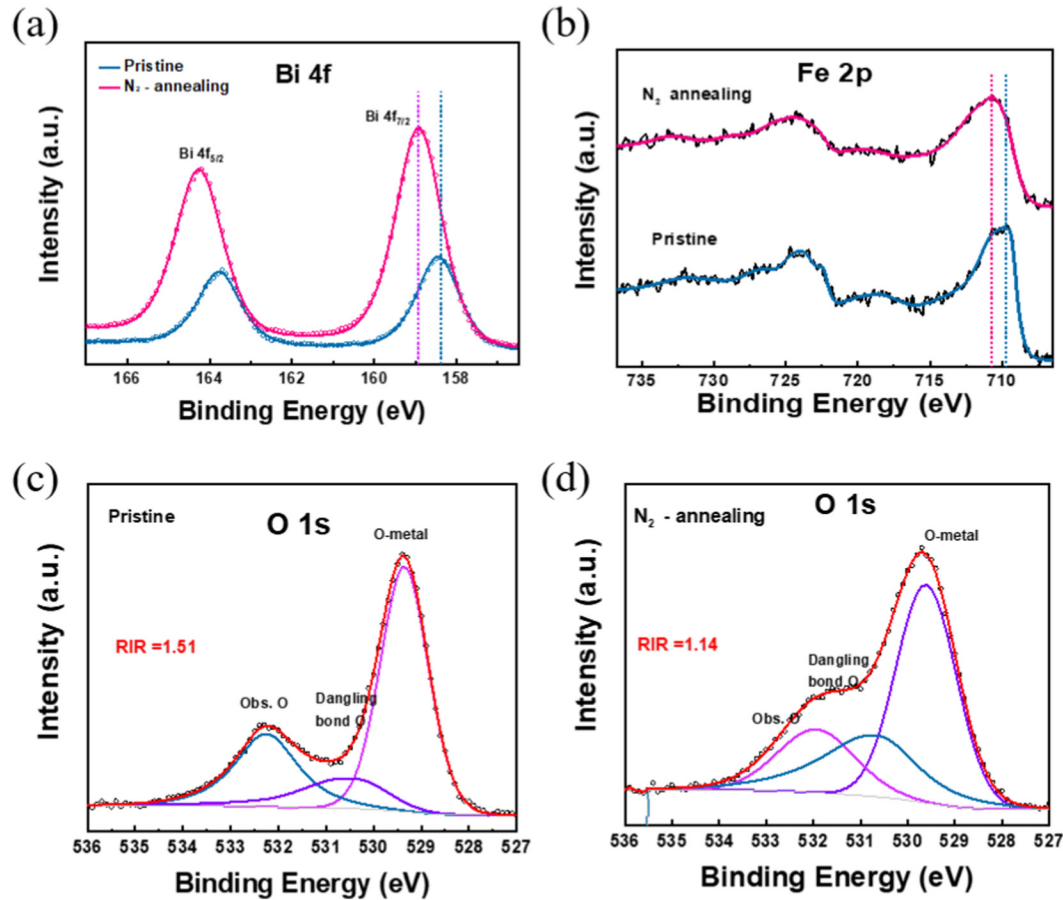 (a)
Bi 4f
Pristine
N₂ - annealing
Bi 4f₇/₂
Bi 4f₅/₂
Intensity (a.u.)
166 164 162 160 158
Binding Energy (eV)
(b)
Fe 2p
N₂ annealing
Pristine
Intensity (a.u.)
735 730 725 720 715 710
Binding Energy (eV)
(c)
Pristine
O 1s
O-metal
RIR =1.51
Obs. O
Dangling
bond O
Intensity (a.u.)
536 535 534 533 532 531 530 529 528 527
Binding Energy (eV)
(d)
N₂ - annealing
O 1s
O-metal
RIR =1.14
Dangling
bond O
Obs. O
Intensity (a.u.)
536 535 534 533 532 531 530 529 528 527
Binding Energy (eV)